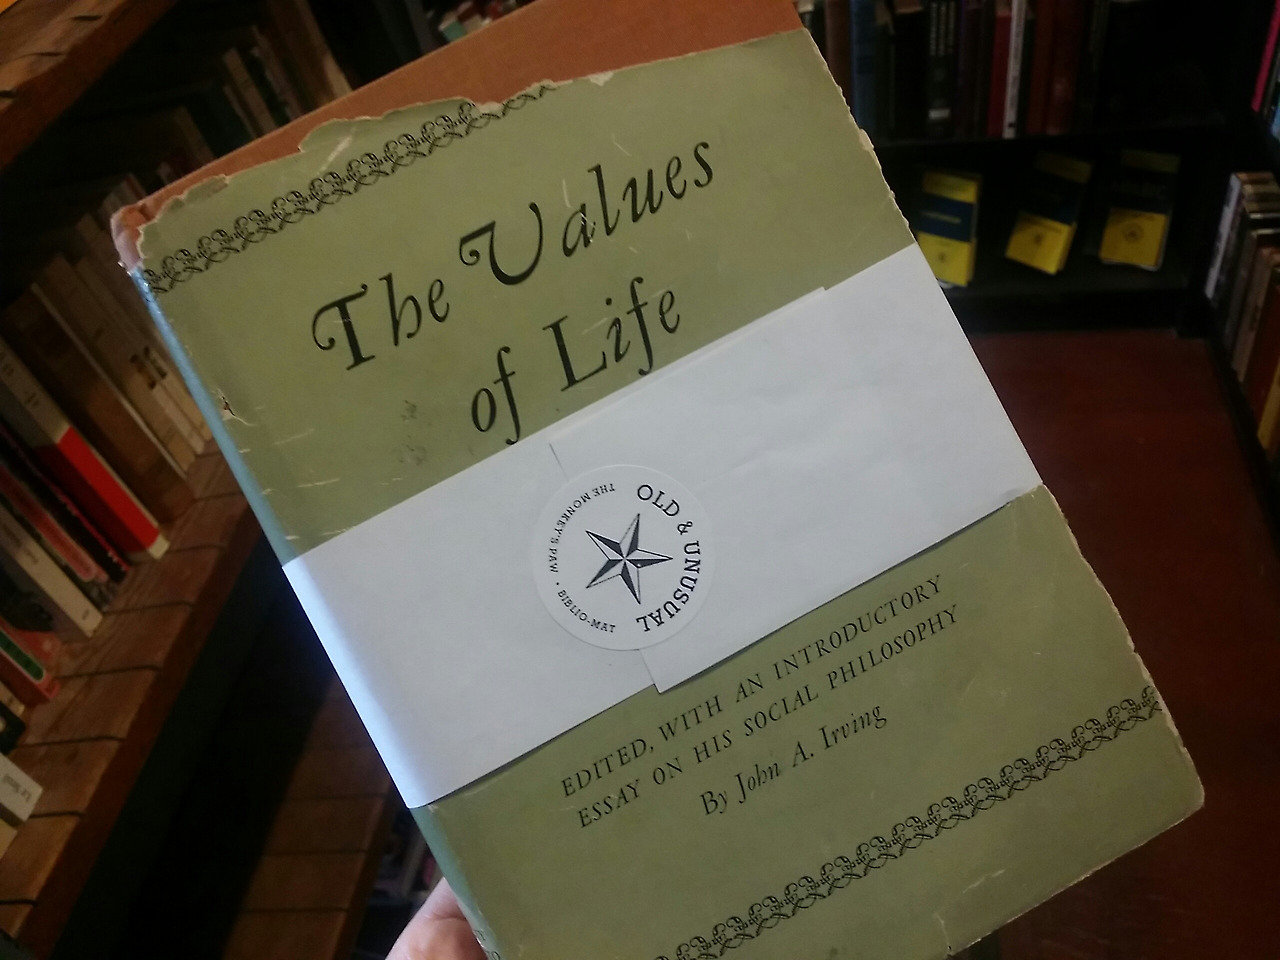 The Values
of Life
OLD & UNUSUAL
THE MONKEY'S PAW · BIBLIO-MAT
EDITED, WITH AN INTRODUCTORY
ESSAY ON HIS SOCIAL PHILOSOPHY
By John A. Irving